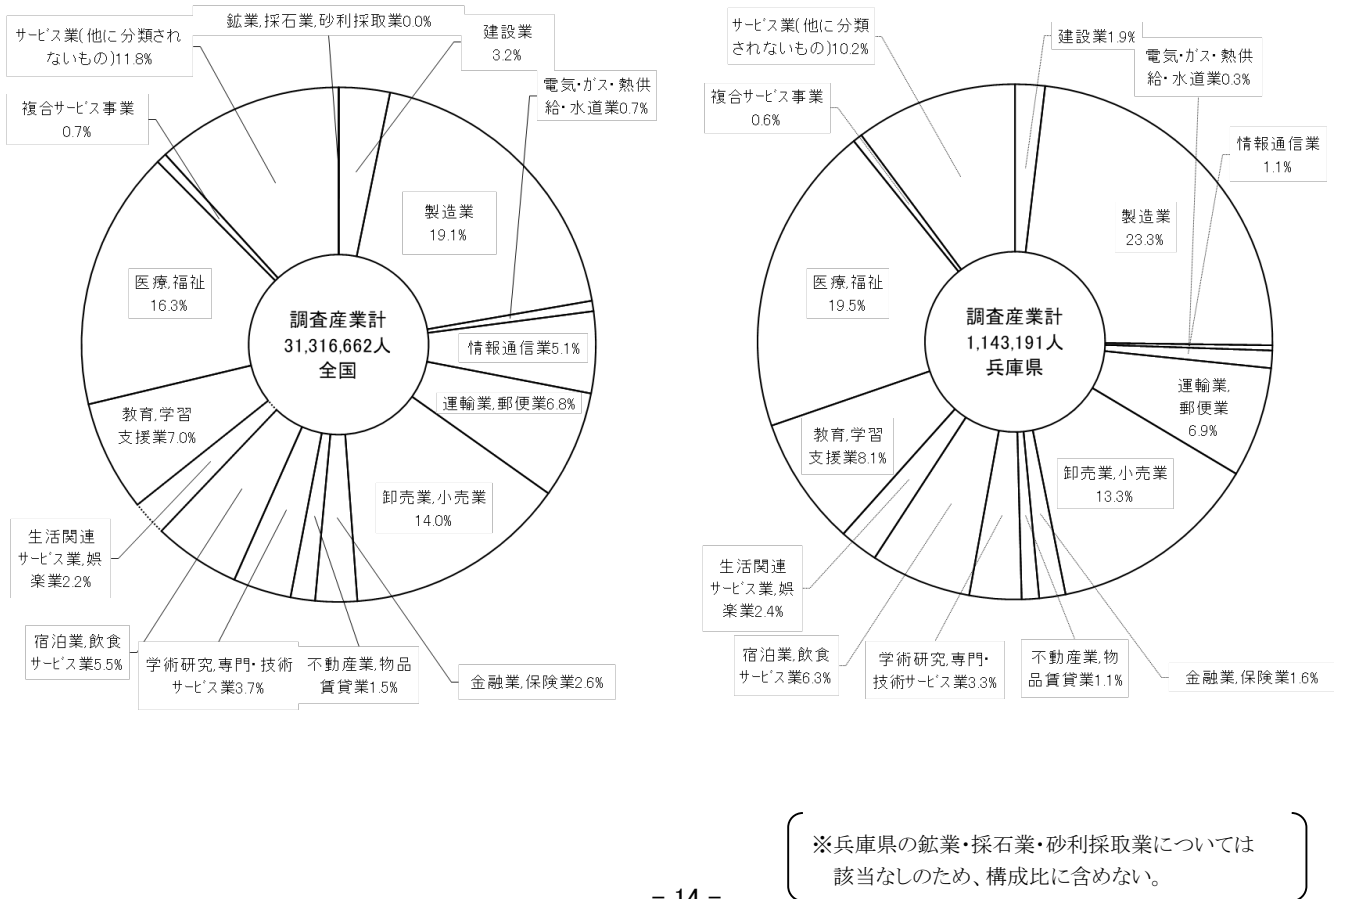 鉱業,採石業,砂利採取業0.0%
建設業
3.2%
電気・ガス・熱供
給・水道業0.7%
製造業
19.1%
情報通信業5.1%
運輸業,郵便業6.8%
卸売業,小売業
14.0%
金融業,保険業2.6%
不動産業,物品
賃貸業1.5%
学術研究,専門・技術
サービス業3.7%
宿泊業,飲食
サービス業5.5%
生活関連
サービス業,娯
楽業2.2%
教育,学習
支援業7.0%
医療,福祉
16.3%
複合サービス事業
0.7%
サービス業(他に分類され
ないもの)11.8%
調査産業計
31,316,662人
全国
建設業1.9%
電気・ガス・熱供
給・水道業0.3%
情報通信業
1.1%
製造業
23.3%
運輸業,
郵便業
6.9%
卸売業,小売業
13.3%
金融業,保険業1.6%
不動産業,物
品賃貸業1.1%
学術研究,専門・
技術サービス業3.3%
宿泊業,飲食
サービス業6.3%
生活関連
サービス業,娯
楽業2.4%
教育,学習
支援業8.1%
医療,福祉
19.5%
複合サービス事業
0.6%
サービス業(他に分類
されないもの)10.2%
調査産業計
1,143,191人
兵庫県
※兵庫県の鉱業・採石業・砂利採取業については
該当なしのため、構成比に含めない。
- 14 -